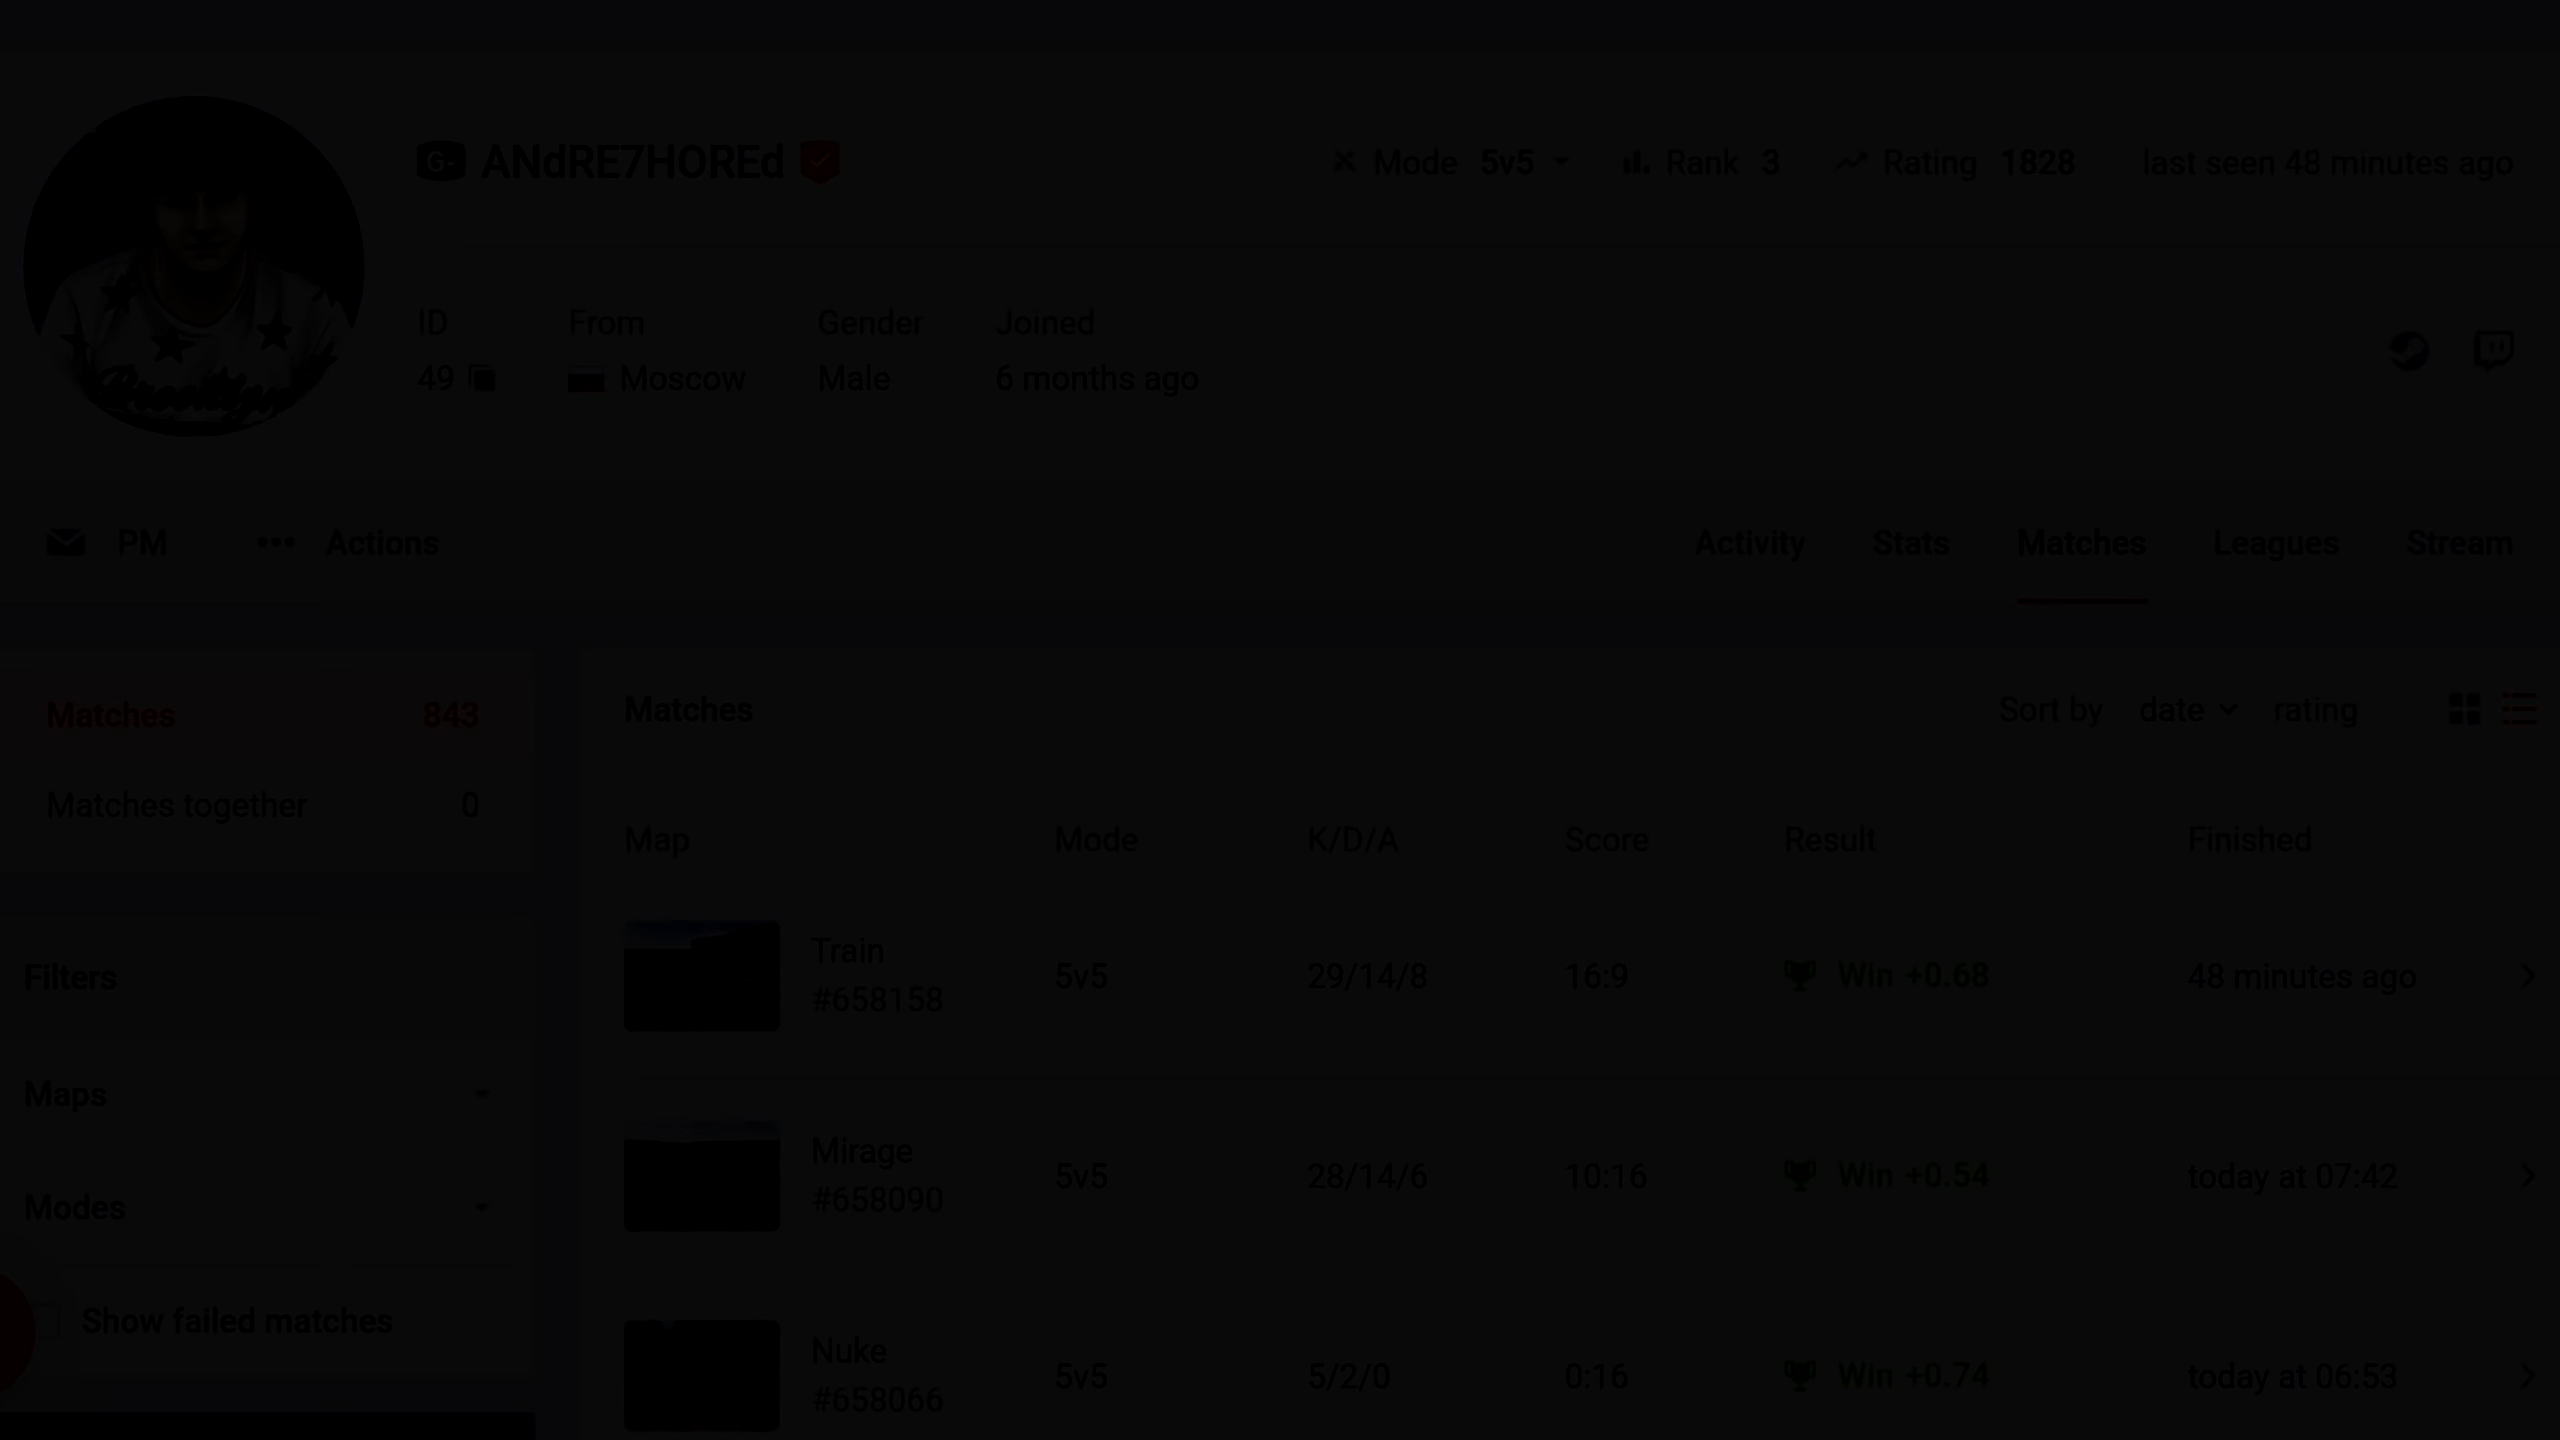 G- ANdRE7HOREd
Mode 5v5 Rank 3 Rating 1828 last seen 48 minutes ago
ID From Gender Joined
49 Moscow Male 6 months ago
Brooklyn
PM Actions Activity Stats Matches Leagues Stream
Matches 843
Matches together 0
Filters
Maps
Modes
Show failed matches
Matches Sort by date rating
Map Mode K/D/A Score Result Finished
Train
#658158 5v5 29/14/8 16:9 Win +0.68 48 minutes ago
Mirage
#658090 5v5 28/14/6 10:16 Win +0.54 today at 07:42
Nuke
#658066 5v5 5/2/0 0:16 Win +0.74 today at 06:53